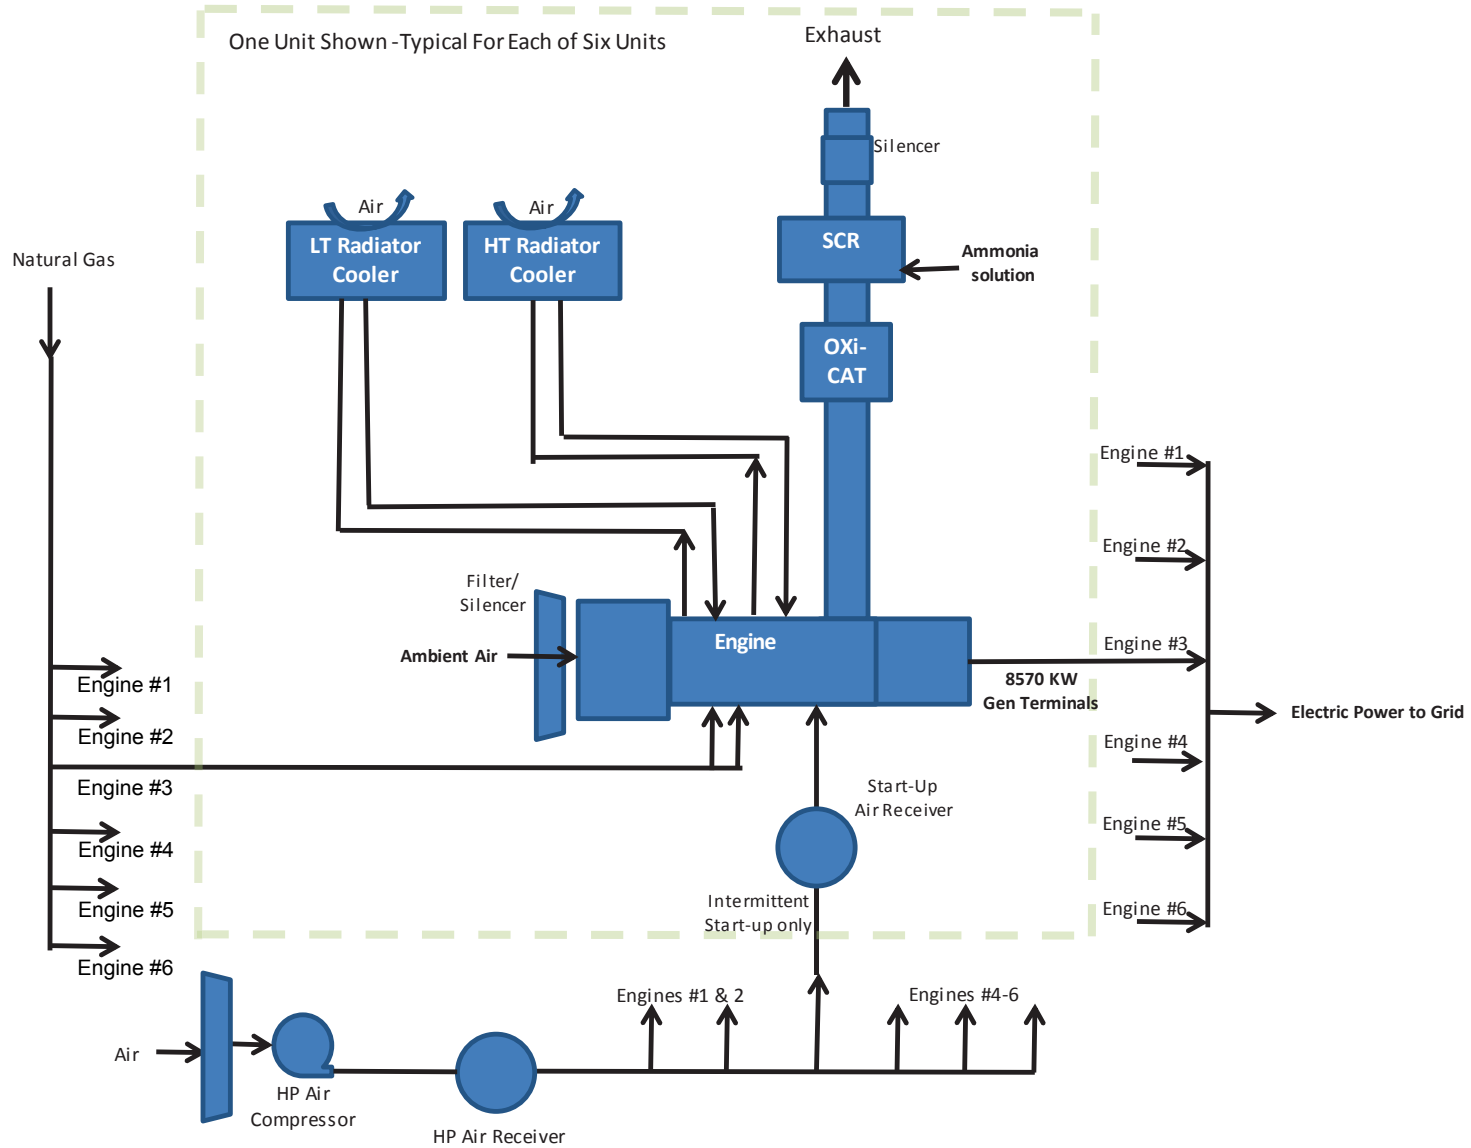 One Unit Shown -Typical For Each of Six Units
Exhaust
Silencer
Air
Air
LT Radiator
Cooler
HT Radiator
Cooler
SCR
Ammonia
solution
Natural Gas
OXi-
CAT
Engine #1
Engine #2
Engine #3
Engine #4
Engine #5
Engine #6
Filter/
Silencer
Ambient Air
Engine
8570 KW
Gen Terminals
Electric Power to Grid
Engine #1
Engine #2
Engine #3
Engine #4
Engine #5
Engine #6
Start-Up
Air Receiver
Intermittent
Start-up only
Engines #1 & 2
Engines #4-6
Air
HP Air
Compressor
HP Air Receiver